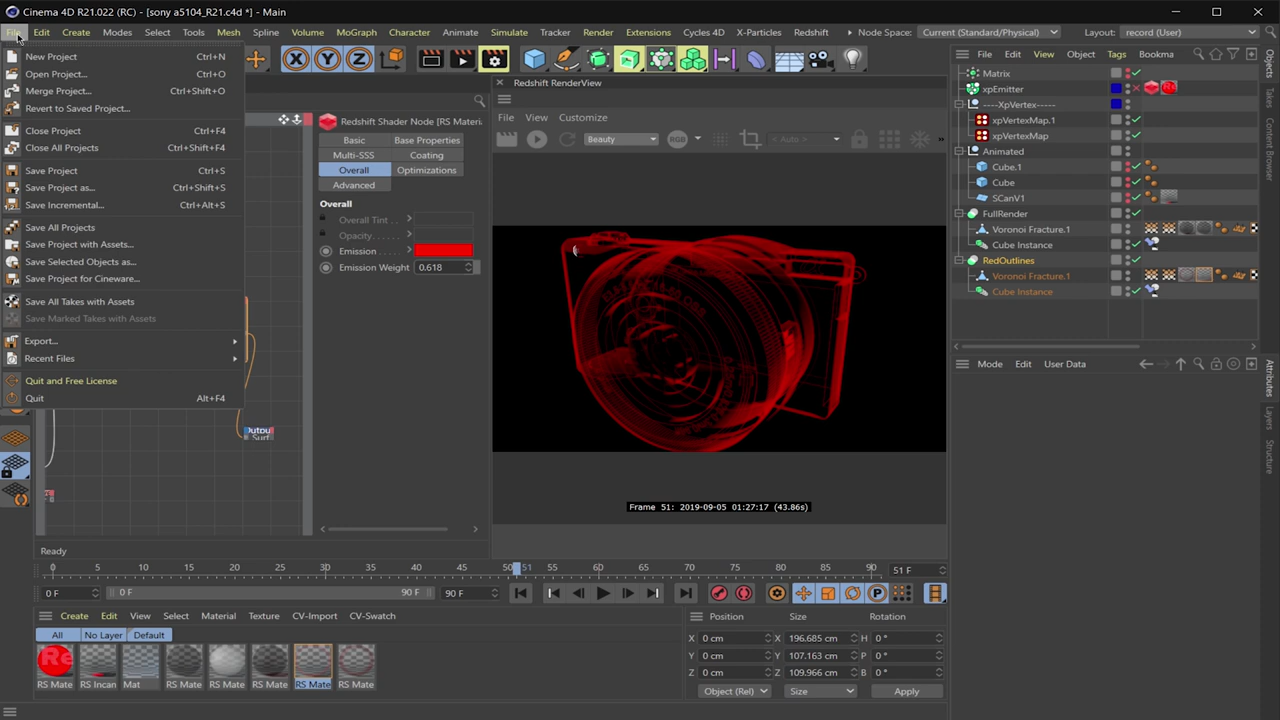 Cinema 4D R21.022 (RC) - [sony a5104_R21.c4d *] - Main
File Edit Create Modes Select Tools Mesh Spline Volume MoGraph Character Animate Simulate Tracker Render Extensions Cycles 4D X-Particles Redshift Node Space: Current (Standard/Physical) Layout: record (User)
New Project Ctrl+N
Open Project... Ctrl+O
Merge Project... Ctrl+Shift+O
Revert to Saved Project...
Close Project Ctrl+F4
Close All Projects Ctrl+Shift+F4
Save Project Ctrl+S
Save Project as... Ctrl+Shift+S
Save Incremental... Ctrl+Alt+S
Save All Projects
Save Project with Assets...
Save Selected Objects as...
Save Project for Cineware...
Save All Takes with Assets
Save Marked Takes with Assets
Export...
Recent Files
Quit and Free License
Quit Alt+F4
Output
Surf
X Y Z
Redshift Shader Node [RS Materi
Basic Base Properties
Multi-SSS Coating
Overall Optimizations
Advanced
Overall
Overall Tint . .
Opacity. . . . . .
Emission . . . .
Emission Weight 0.618
Redshift RenderView
File View Customize
Beauty RGB < Auto > »
Frame 51: 2019-09-05 01:27:17 (43.86s)
File Edit View Object Tags Bookma
Matrix
xpEmitter
----XpVertex-----
xpVertexMap.1
xpVertexMap
Animated
Cube.1
Cube
SCanV1
FullRender
Voronoi Fracture.1
Cube Instance
RedOutlines
Voronoi Fracture.1
Cube Instance
Mode Edit User Data
Objects
Takes
Content Browser
Attributes
Layers
Structure
Ready
0 5 10 15 20 25 30 35 40 45 50 51 55 60 65 70 75 80 85 90 51 F
0 F 0 F 90 F 90 F P
Create Edit View Select Material Texture CV-Import CV-Swatch
All No Layer Default
RS Mate RS Incan Mat RS Mate RS Mate RS Mate RS Mate RS Mate
Position Size Rotation
X 0 cm X 196.685 cm H 0 °
Y 0 cm Y 107.163 cm P 0 °
Z 0 cm Z 109.966 cm B 0 °
Object (Rel) Size Apply